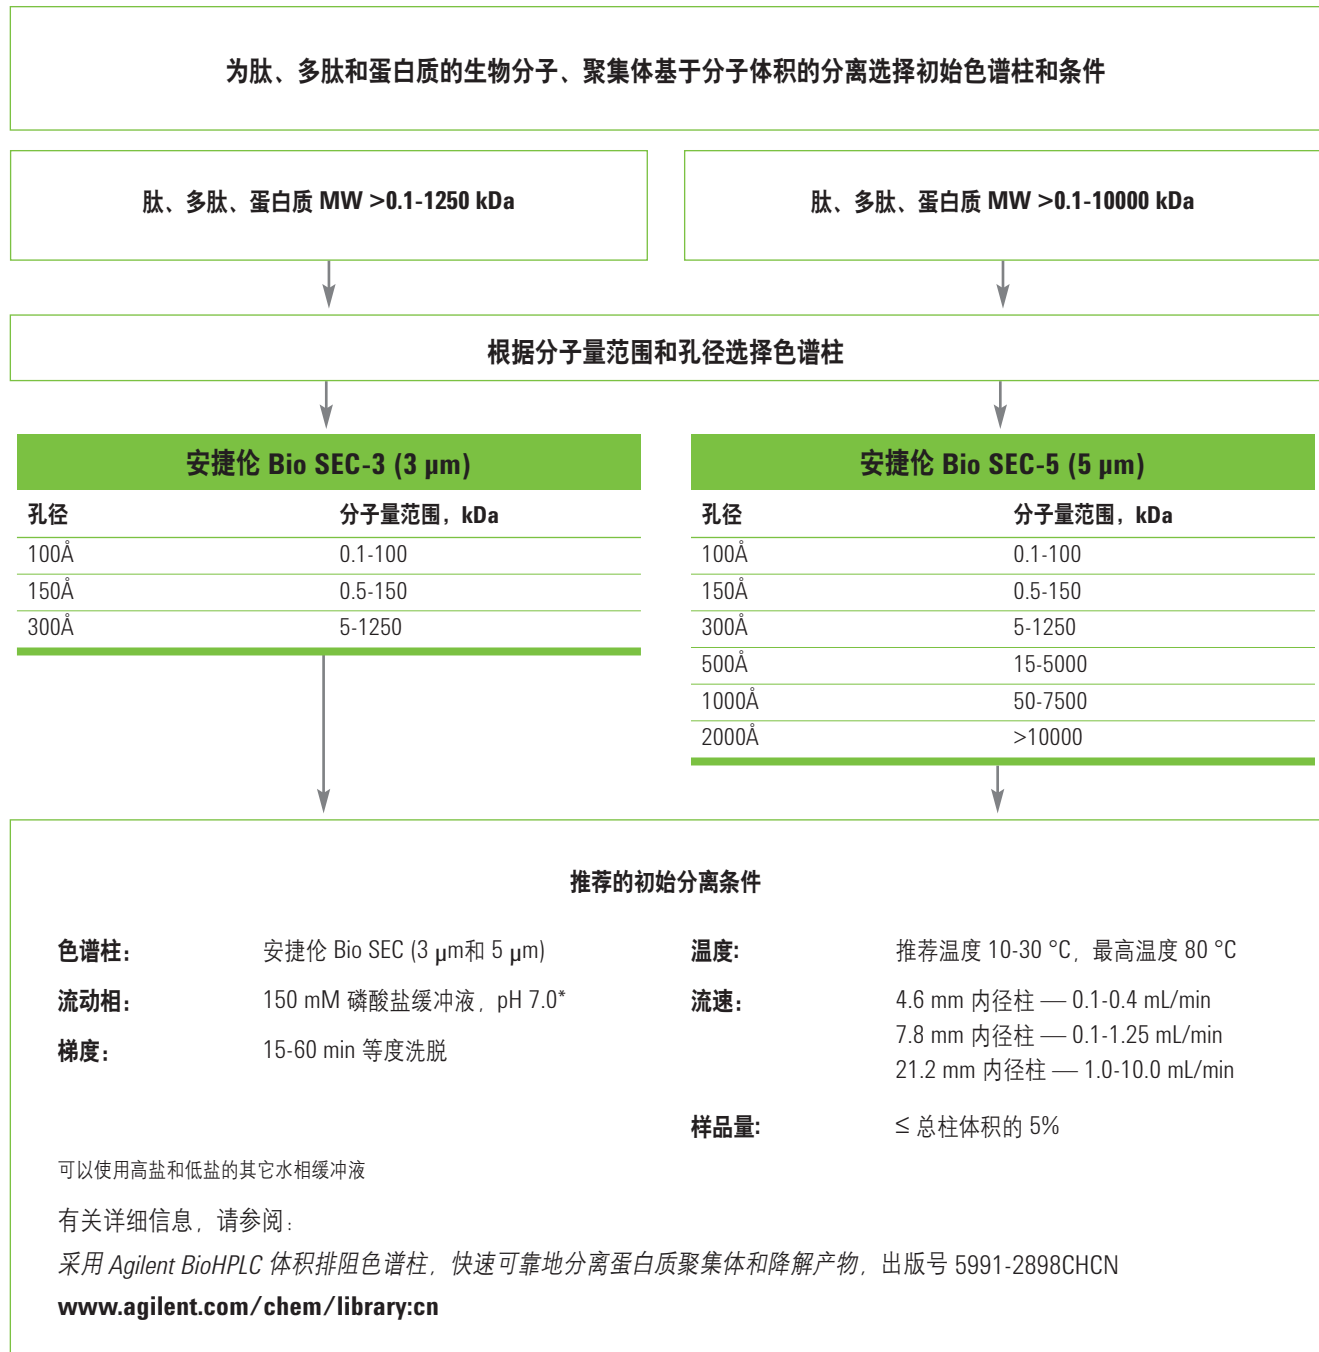 为肽、多肽和蛋白质的生物分子、聚集体基于分子体积的分离选择初始色谱柱和条件
肽、多肽、蛋白质 MW >0.1-1250 kDa
肽、多肽、蛋白质 MW >0.1-10000 kDa
根据分子量范围和孔径选择色谱柱
安捷伦 Bio SEC-3 (3 µm)
孔径 分子量范围，kDa
100Å 0.1-100
150Å 0.5-150
300Å 5-1250
安捷伦 Bio SEC-5 (5 µm)
孔径 分子量范围，kDa
100Å 0.1-100
150Å 0.5-150
300Å 5-1250
500Å 15-5000
1000Å 50-7500
2000Å >10000
推荐的初始分离条件
色谱柱： 安捷伦 Bio SEC (3 µm和 5 µm)
流动相： 150 mM 磷酸盐缓冲液，pH 7.0*
梯度： 15-60 min 等度洗脱
温度: 推荐温度 10-30 °C，最高温度 80 °C
流速： 4.6 mm 内径柱 — 0.1-0.4 mL/min
7.8 mm 内径柱 — 0.1-1.25 mL/min
21.2 mm 内径柱 — 1.0-10.0 mL/min
样品量: ≤ 总柱体积的 5%
可以使用高盐和低盐的其它水相缓冲液
有关详细信息，请参阅：
采用 Agilent BioHPLC 体积排阻色谱柱，快速可靠地分离蛋白质聚集体和降解产物，出版号 5991-2898CHCN
www.agilent.com/chem/library:cn